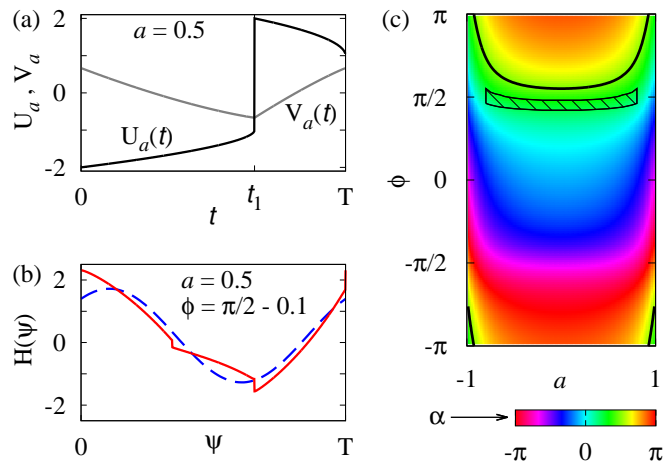 (a)
a = 0.5
2
0
-2
U_a , V_a
U_a(t)
V_a(t)
0
t_1
T
t
(b)
a = 0.5
ϕ = π/2 - 0.1
2
0
-2
H(ψ)
0
ψ
T
(c)
π
π/2
0
-π/2
-π
ϕ
-1
a
1
α
-π
0
π